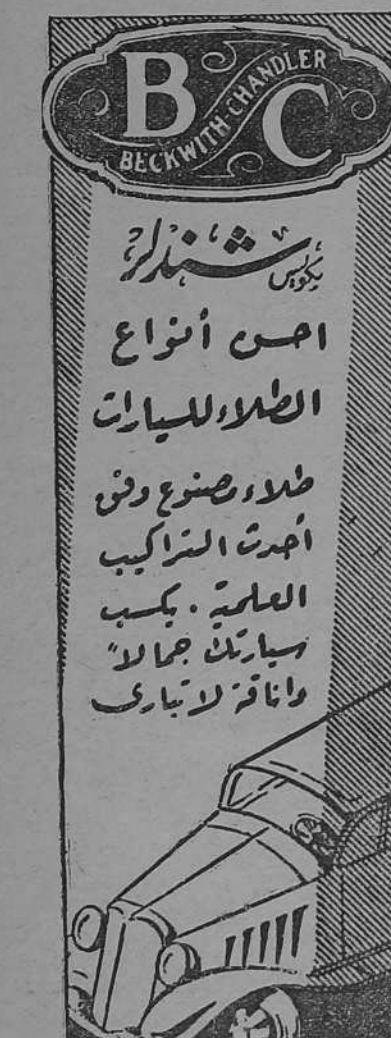 B C
BECKWITH CHANDLER
بكويس شندلر
احسن أنواع
الطلاء للسيارات
طلاء مصنوع وفق
أحدث التراكيب
العلمية . يكسب
سيارتك جمالاً
واناقة لا تبارى